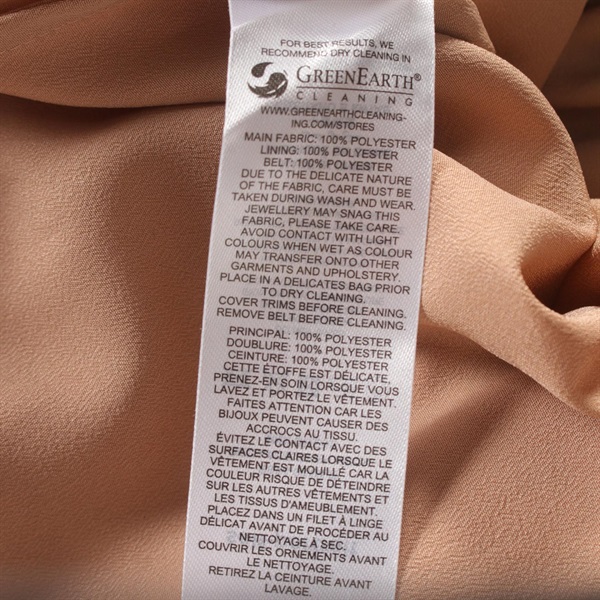 FOR BEST RESULTS, WE
RECOMMEND DRY CLEANING IN
GREENEARTH®
CLEANING
WWW.GREENEARTHCLEANING-
ING.COM/STORES
MAIN FABRIC: 100% POLYESTER
LINING: 100% POLYESTER
BELT: 100% POLYESTER
DUE TO THE DELICATE NATURE
OF THE FABRIC, CARE MUST BE
TAKEN DURING WASH AND WEAR.
JEWELLERY MAY SNAG THIS
FABRIC, PLEASE TAKE CARE.
AVOID CONTACT WITH LIGHT
COLOURS WHEN WET AS COLOUR
MAY TRANSFER ONTO OTHER
GARMENTS AND UPHOLSTERY.
PLACE IN A DELICATES BAG PRIOR
TO DRY CLEANING.
COVER TRIMS BEFORE CLEANING.
REMOVE BELT BEFORE CLEANING.
PRINCIPAL: 100% POLYESTER
DOUBLURE: 100% POLYESTER
CEINTURE: 100% POLYESTER
CETTE ÉTOFFE EST DÉLICATE,
PRENEZ-EN SOIN LORSQUE VOUS
LAVEZ ET PORTEZ LE VÊTEMENT.
FAITES ATTENTION CAR LES
BIJOUX PEUVENT CAUSER DES
ACCROCS AU TISSU.
ÉVITEZ LE CONTACT AVEC DES
SURFACES CLAIRES LORSQUE LE
VÊTEMENT EST MOUILLÉ CAR LA
COULEUR RISQUE DE DÉTEINDRE
SUR LES AUTRES VÊTEMENTS ET
LES TISSUS D'AMEUBLEMENT.
PLACEZ DANS UN FILET À LINGE
DÉLICAT AVANT DE PROCÉDER AU
NETTOYAGE À SEC.
COUVRIR LES ORNEMENTS AVANT
NETTOYAGE.
RETIREZ LA CEINTURE AVANT
LAVAGE.